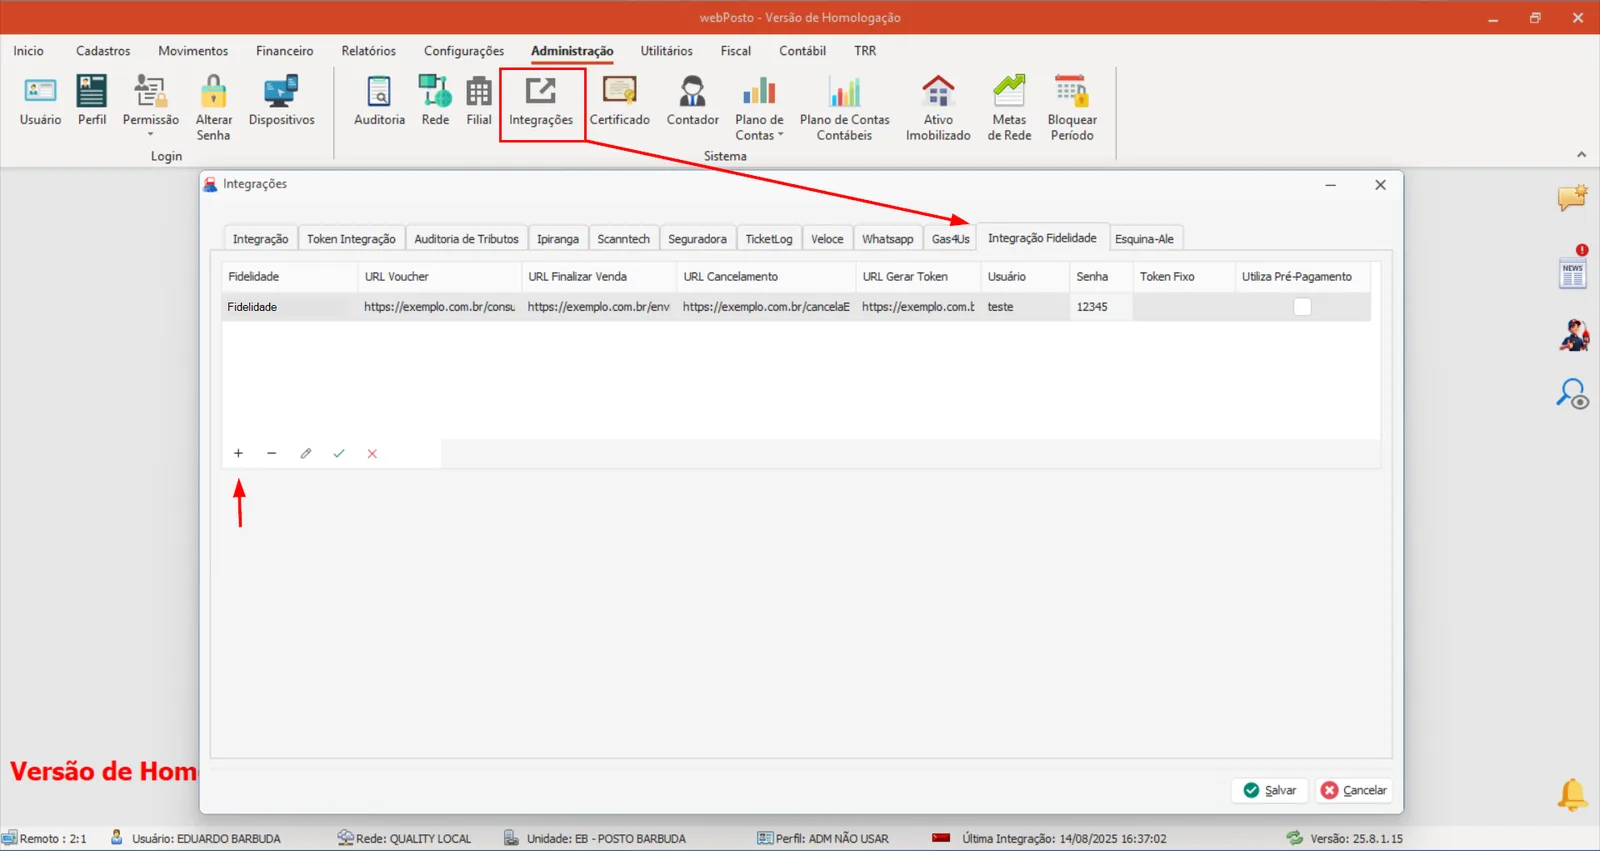 webPosto - Versão de Homologação
Inicio Cadastros Movimentos Financeiro Relatórios Configurações Administração Utilitários Fiscal Contábil TRR
Usuário Perfil Permissão Alterar Senha Dispositivos Auditoria Rede Filial Integrações Certificado Contador Plano de Contas Plano de Contas Contábeis Ativo Imobilizado Metas de Rede Bloquear Período
Login Sistema
Integrações
NEWS
Integração Token Integração Auditoria de Tributos Ipiranga Scanntech Seguradora TicketLog Veloce Whatsapp Gas4Us Integração Fidelidade Esquina-Ale
Fidelidade URL Voucher URL Finalizar Venda URL Cancelamento URL Gerar Token Usuário Senha Token Fixo Utiliza Pré-Pagamento
Fidelidade https://exemplo.com.br/consu https://exemplo.com.br/env https://exemplo.com.br/cancelaE https://exemplo.com.b teste 12345
Versão de Hom
Salvar Cancelar
Remoto : 2:1 Usuário: EDUARDO BARBUDA Rede: QUALITY LOCAL Unidade: EB - POSTO BARBUDA Perfil: ADM NÃO USAR Última Integração: 14/08/2025 16:37:02 Versão: 25.8.1.15